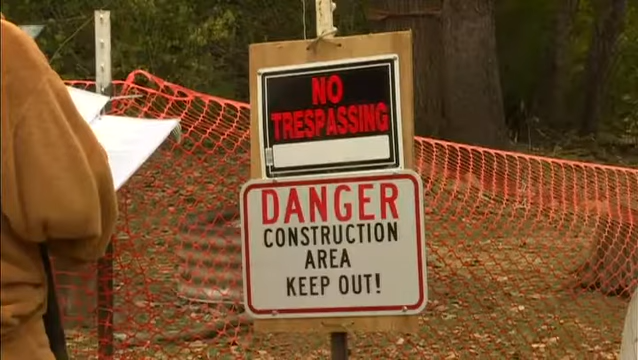 NO
TRESPASSING
DANGER
CONSTRUCTION
AREA
KEEP OUT!